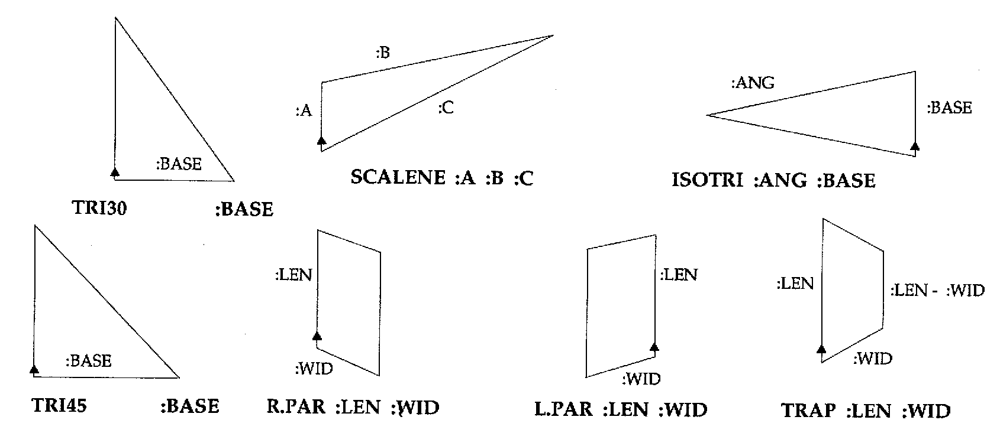 :B
:ANG
:A
:C
:BASE
:BASE
SCALENE :A :B :C
ISOTRI :ANG :BASE
TRI30 :BASE
:LEN
:LEN
:LEN
:LEN - :WID
:BASE
:WID
:WID
:WID
TRI45 :BASE
R.PAR :LEN :WID
L.PAR :LEN :WID
TRAP :LEN :WID